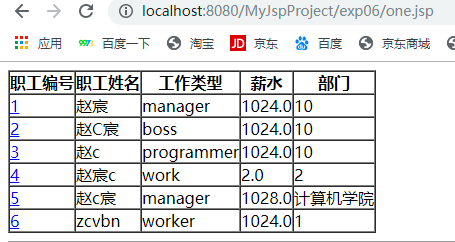 localhost:8080/MyJspProject/exp06/one.jsp
应用 百度一下 淘宝 JD 京东 百度 京东商城
职工编号 职工姓名 工作类型 薪水 部门
1 赵宸 manager 1024.0 10
2 赵C宸 boss 1024.0 10
3 赵c programmer 1024.0 10
4 赵宸c work 2.0 2
5 赵c宸 manager 1028.0 计算机学院
6 zcvbn worker 1024.0 1